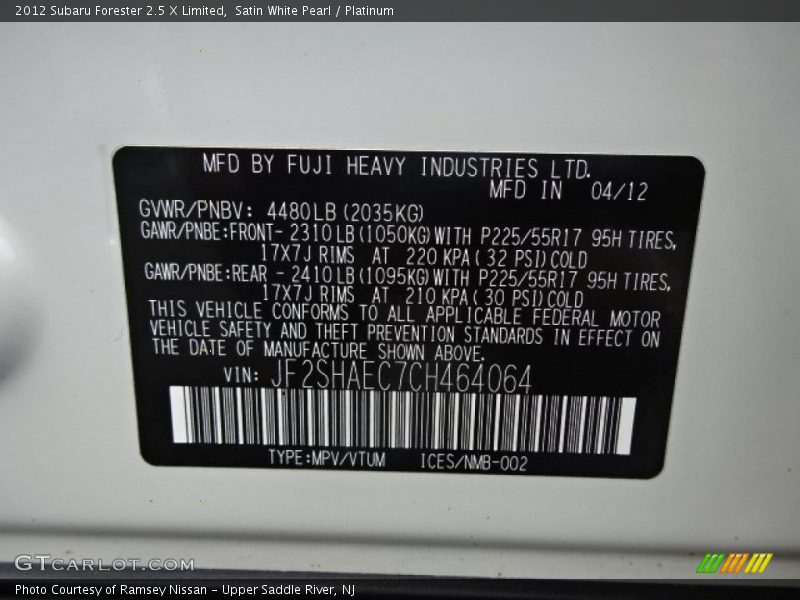 2012 Subaru Forester 2.5 X Limited,  Satin White Pearl / Platinum
MFD BY FUJI HEAVY INDUSTRIES LTD.
MFD IN 04/12
GVWR/PNBV: 4480LB(2035KG)
GAWR/PNBE:FRONT- 2310LB(1050KG)WITH P225/55R17 95H TIRES,
17X7J RIMS AT 220 KPA( 32 PSI)COLD
GAWR/PNBE:REAR - 2410LB(1095KG)WITH P225/55R17 95H TIRES,
17X7J RIMS AT 210 KPA( 30 PSI)COLD
THIS VEHICLE CONFORMS TO ALL APPLICABLE FEDERAL MOTOR
VEHICLE SAFETY AND THEFT PREVENTION STANDARDS IN EFFECT ON
THE DATE OF MANUFACTURE SHOWN ABOVE.
VIN: JF2SHAEC7CH464064
TYPE:MPV/VTUM ICES/NMB-002
GTCARLOT.COM
Photo Courtesy of Ramsey Nissan - Upper Saddle River, NJ